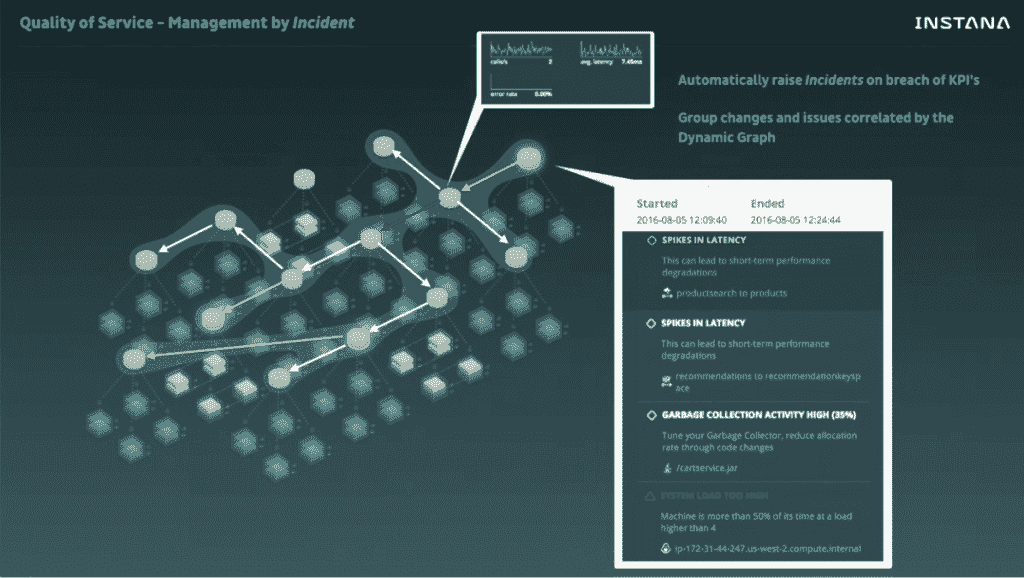 Quality of Service - Management by Incident
INSTANA
calls/s 2
avg. latency 7.45ms
error rate 0.00%
Automatically raise Incidents on breach of KPI's
Group changes and issues correlated by the
Dynamic Graph
Started Ended
2016-08-05 12:09:40 2016-08-05 12:24:44
SPIKES IN LATENCY
This can lead to short-term performance
degradations
productsearch to products
SPIKES IN LATENCY
This can lead to short-term performance
degradations
recommendations to recommendationkeysp
ace
GARBAGE COLLECTION ACTIVITY HIGH (35%)
Tune your Garbage Collector, reduce allocation
rate through code changes
/cartservice.jar
SYSTEM LOAD TOO HIGH
Machine is more than 50% of its time at a load
higher than 4
ip-172-31-44-247.us-west-2.compute.internal